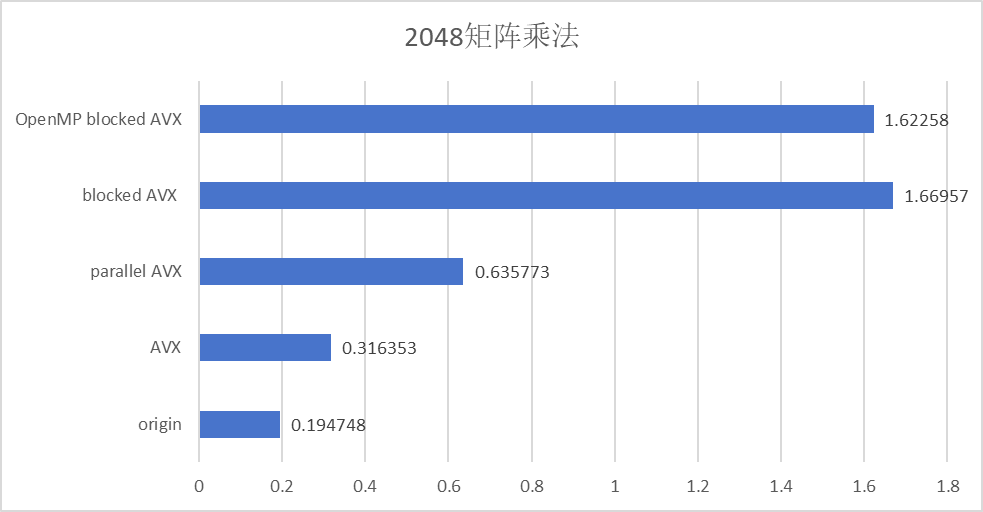 2048矩阵乘法
OpenMP blocked AVX
1.62258
blocked AVX
1.66957
parallel AVX
0.635773
AVX
0.316353
origin
0.194748
0 0.2 0.4 0.6 0.8 1 1.2 1.4 1.6 1.8